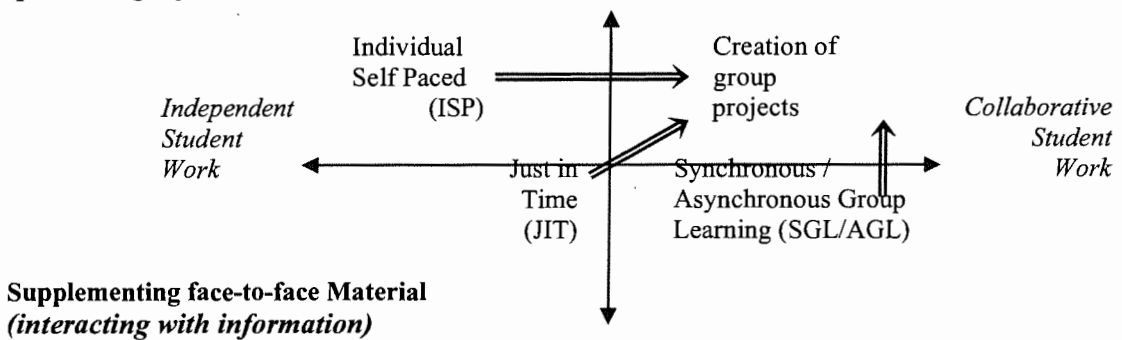 Individual
Self Paced
(ISP)
Creation of
group
projects
Independent
Student
Work
Collaborative
Student
Work
Just in
Time
(JIT)
Synchronous /
Asynchronous Group
Learning (SGL/AGL)
Supplementing face-to-face Material
(interacting with information)